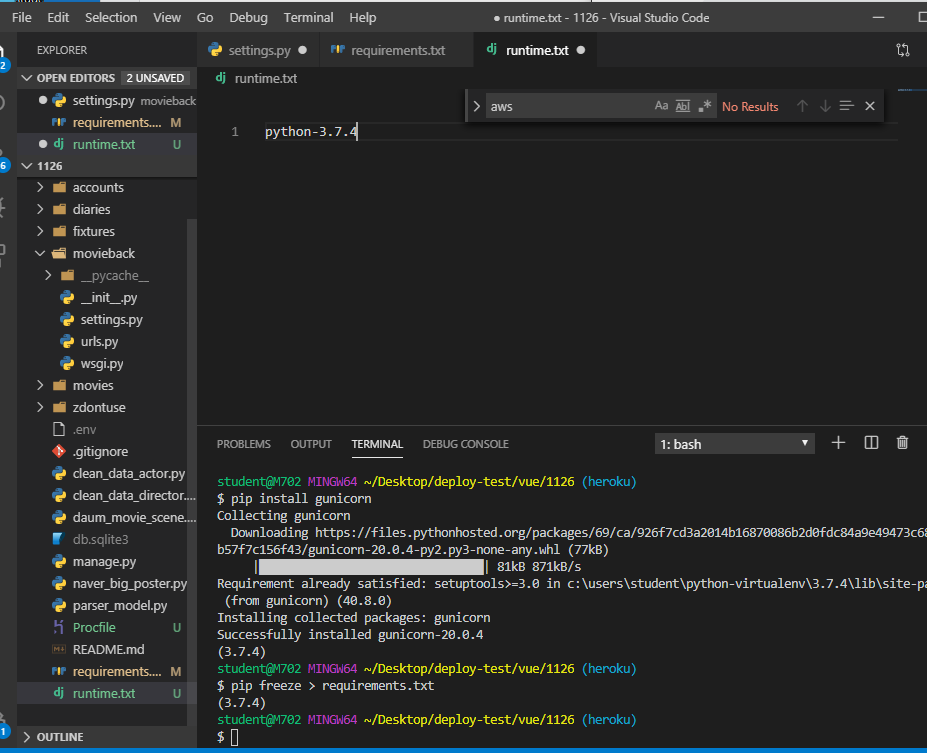 File Edit Selection View Go Debug Terminal Help
● runtime.txt - 1126 - Visual Studio Code
EXPLORER
settings.py ●
requirements.txt
dj runtime.txt ●
OPEN EDITORS 2 UNSAVED
dj runtime.txt
● settings.py movieback
requirements.... M
● dj runtime.txt U
aws
Aa Abl .* No Results
1 python-3.7.4
1126
accounts
diaries
fixtures
movieback
__pycache__
__init__.py
settings.py
urls.py
wsgi.py
movies
zdontuse
.env
.gitignore
clean_data_actor.py
clean_data_director....
daum_movie_scene....
db.sqlite3
manage.py
naver_big_poster.py
parser_model.py
Procfile U
README.md
requirements.... M
dj runtime.txt U
OUTLINE
2
6
1
PROBLEMS OUTPUT TERMINAL DEBUG CONSOLE
1: bash
student@M702 MINGW64 ~/Desktop/deploy-test/vue/1126 (heroku)
$ pip install gunicorn
Collecting gunicorn
Downloading https://files.pythonhosted.org/packages/69/ca/926f7cd3a2014b16870086b2d0fdc84a9e49473c68
b57f7c156f43/gunicorn-20.0.4-py2.py3-none-any.whl (77kB)
| | 81kB 871kB/s
Requirement already satisfied: setuptools>=3.0 in c:\users\student\python-virtualenv\3.7.4\lib\site-pa
(from gunicorn) (40.8.0)
Installing collected packages: gunicorn
Successfully installed gunicorn-20.0.4
(3.7.4)
student@M702 MINGW64 ~/Desktop/deploy-test/vue/1126 (heroku)
$ pip freeze > requirements.txt
(3.7.4)
student@M702 MINGW64 ~/Desktop/deploy-test/vue/1126 (heroku)
$